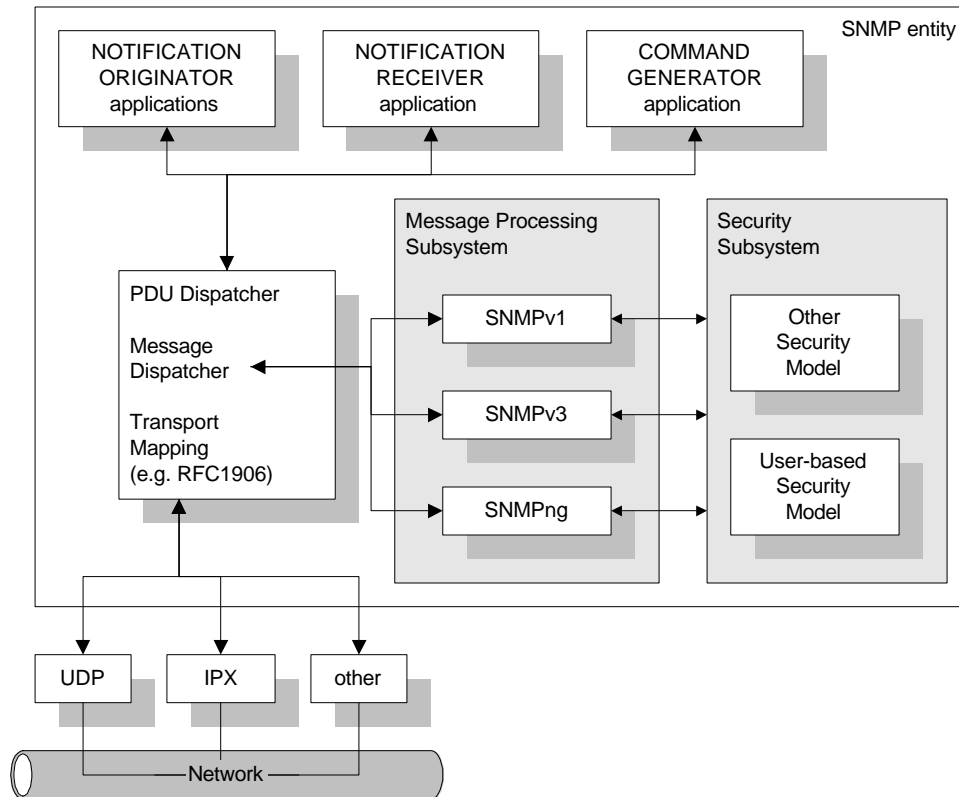 SNMP entity
NOTIFICATION
ORIGINATOR
applications
NOTIFICATION
RECEIVER
application
COMMAND
GENERATOR
application
Message Processing
Subsystem
Security
Subsystem
PDU Dispatcher
Message
Dispatcher
Transport
Mapping
(e.g. RFC1906)
SNMPv1
SNMPv3
SNMPng
Other
Security
Model
User-based
Security
Model
UDP
IPX
other
Network